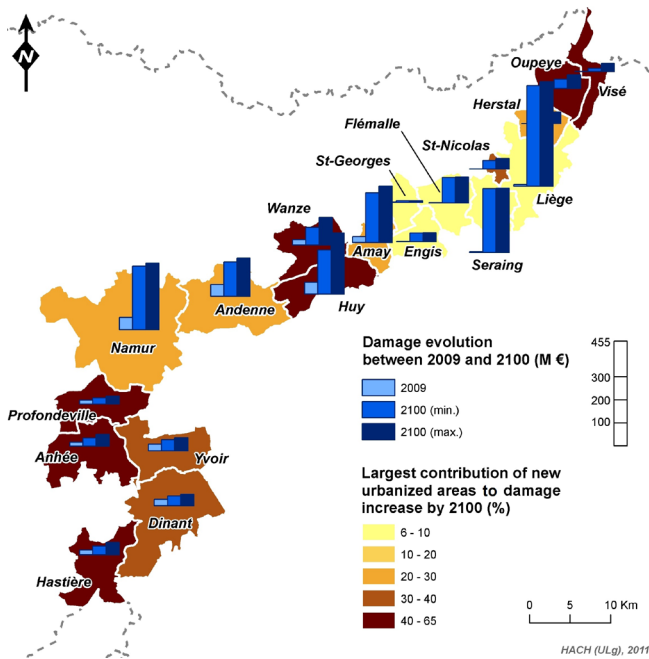 N
Oupeye
Visé
Herstal
Flémalle
St-Nicolas
St-Georges
Liège
Wanze
Amay
Engis
Seraing
Huy
Andenne
Namur
Profondeville
Anhée
Yvoir
Dinant
Hastière
Damage evolution
between 2009 and 2100 (M €)
2009
2100 (min.)
2100 (max.)
455
300
200
100
Largest contribution of new
urbanized areas to damage
increase by 2100 (%)
6 - 10
10 - 20
20 - 30
30 - 40
40 - 65
0 5 10 Km
HACH (ULg), 2011